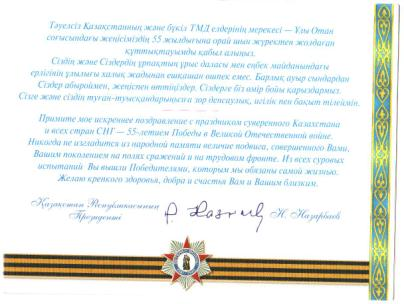 Тәуелсіз Қазақстанның және бүкіл ТМД елдерінің мерекесі — Ұлы Отан
соғысындағы жеңісіміздің 55 жылдығына орай шын жүректен жолдаған
құттықтауымды қабыл алыңыз.
Сіздің және Сіздердің ұрпақтың ұрыс даласы мен еңбек майданындағы
ерлігінің ұлылығы халық жадынан ешқашан өшпек емес. Барлық ауыр сындардан
Сіздер абыроймен, жеңіспен өттіңіздер. Сіздерге біз өмір бойы қарыздармыз.
Сізге және сіздің туған-туысқандарыңызға зор денсаулық, игілік пен бақыт тілеймін.
Примите мое искреннее поздравление с праздником суверенного Казахстана
и всех стран СНГ — 55-летием Победы в Великой Отечественной войне.
Никогда не изгладится из народной памяти величие подвига, совершенного Вами,
Вашим поколением на полях сражений и на трудовом фронте. Из всех суровых
испытаний Вы вышли Победителями, которым мы обязаны самой жизнью.
Желаю крепкого здоровья, добра и счастья Вам и Вашим близким.
Қазақстан Республикасының
Президенті Н. Назарбаев